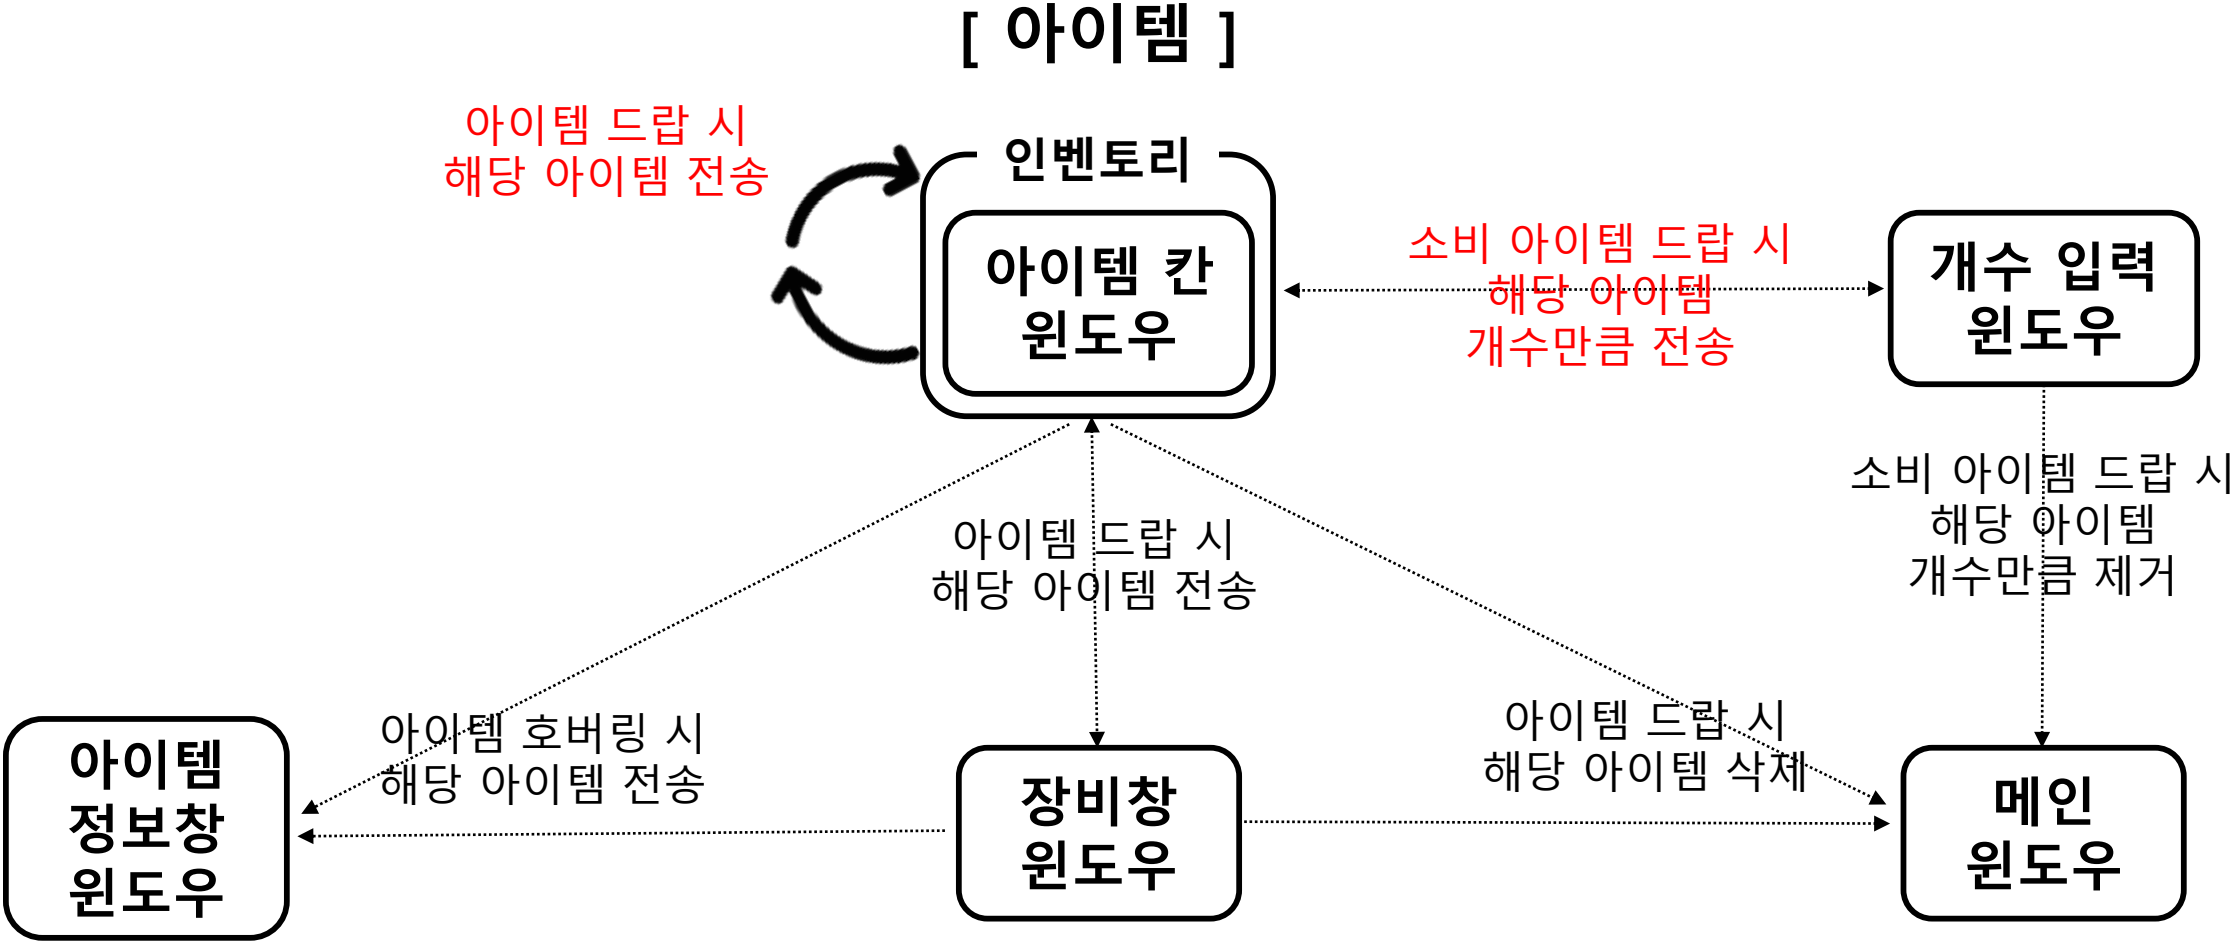 [ 아이템 ]
아이템 드랍 시
해당 아이템 전송
인벤토리
아이템 칸
윈도우
소비 아이템 드랍 시
해당 아이템
개수만큼 전송
개수 입력
윈도우
소비 아이템 드랍 시
해당 아이템
개수만큼 제거
아이템 드랍 시
해당 아이템 전송
아이템 호버링 시
해당 아이템 전송
아이템 드랍 시
해당 아이템 삭제
아이템
정보창
윈도우
장비창
윈도우
메인
윈도우